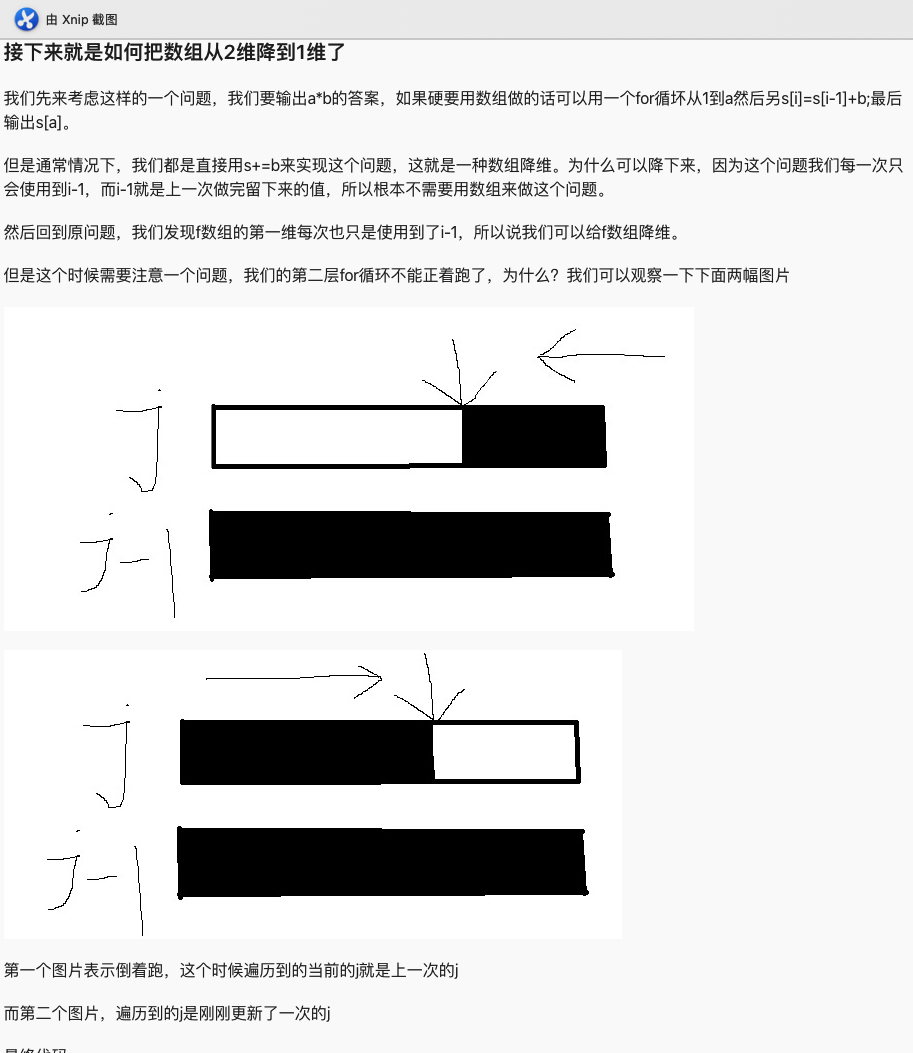 由 Xnip 截图
接下来就是如何把数组从2维降到1维了
我们先来考虑这样的一个问题，我们要输出a*b的答案，如果硬要用数组做的话可以用一个for循环从1到a然后另s[i]=s[i-1]+b;最后
输出s[a]。
但是通常情况下，我们都是直接用s+=b来实现这个问题，这就是一种数组降维。为什么可以降下来，因为这个问题我们每一次只
会使用到i-1，而i-1就是上一次做完留下来的值，所以根本不需要用数组来做这个问题。
然后回到原问题，我们发现f数组的第一维每次也只是使用到了i-1，所以说我们可以给f数组降维。
但是这个时候需要注意一个问题，我们的第二层for循环不能正着跑了，为什么？我们可以观察一下下面两幅图片
j
j-1
j
j-1
第一个图片表示倒着跑，这个时候遍历到的当前的j就是上一次的j
而第二个图片，遍历到的j是刚刚更新了一次的j